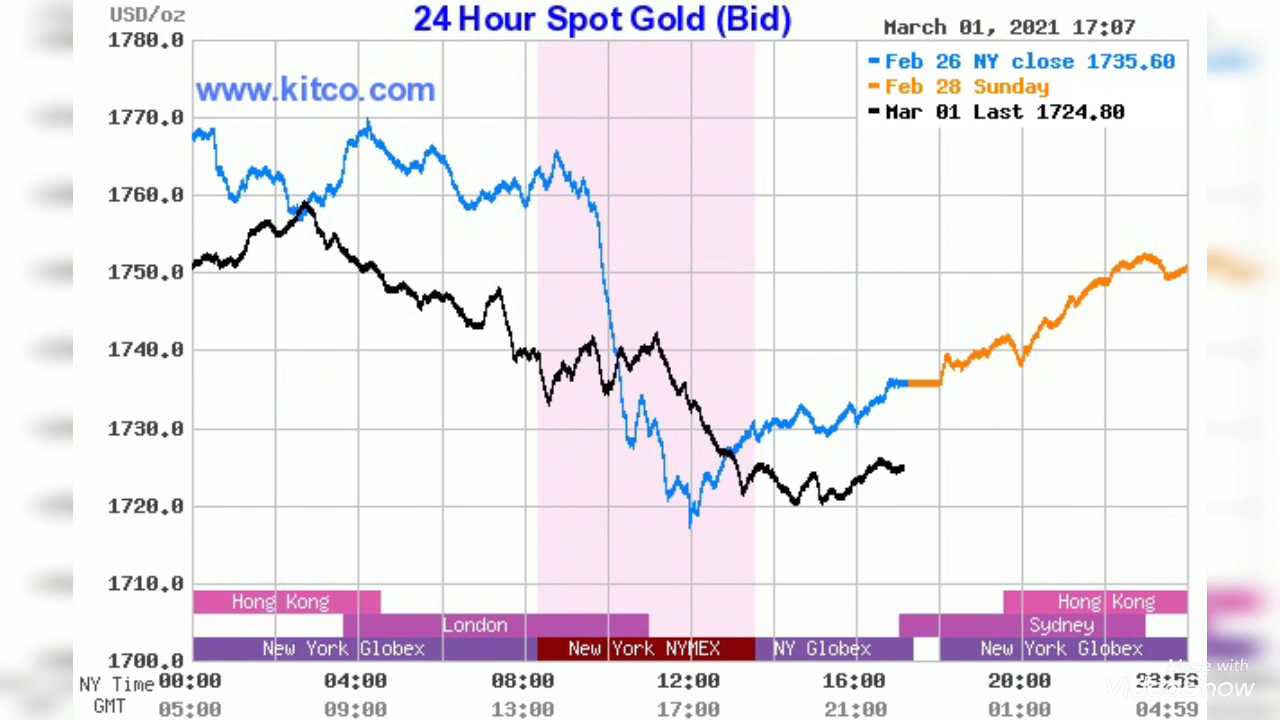 USD/oz
24 Hour Spot Gold (Bid)
March 01, 2021 17:07
Feb 26 NY close 1735.60
Feb 28 Sunday
Mar 01 Last 1724.80
www.kitco.com
1780.0
1770.0
1760.0
1750.0
1740.0
1730.0
1720.0
1710.0
1700.0
Hong Kong
Hong Kong
London
Sydney
New York Globex
New York NYMEX
NY Globex
New York Globex
NY Time
00:00
04:00
08:00
12:00
16:00
20:00
23:59
GMT
05:00
09:00
13:00
17:00
21:00
01:00
04:59
Made with
VideoShow